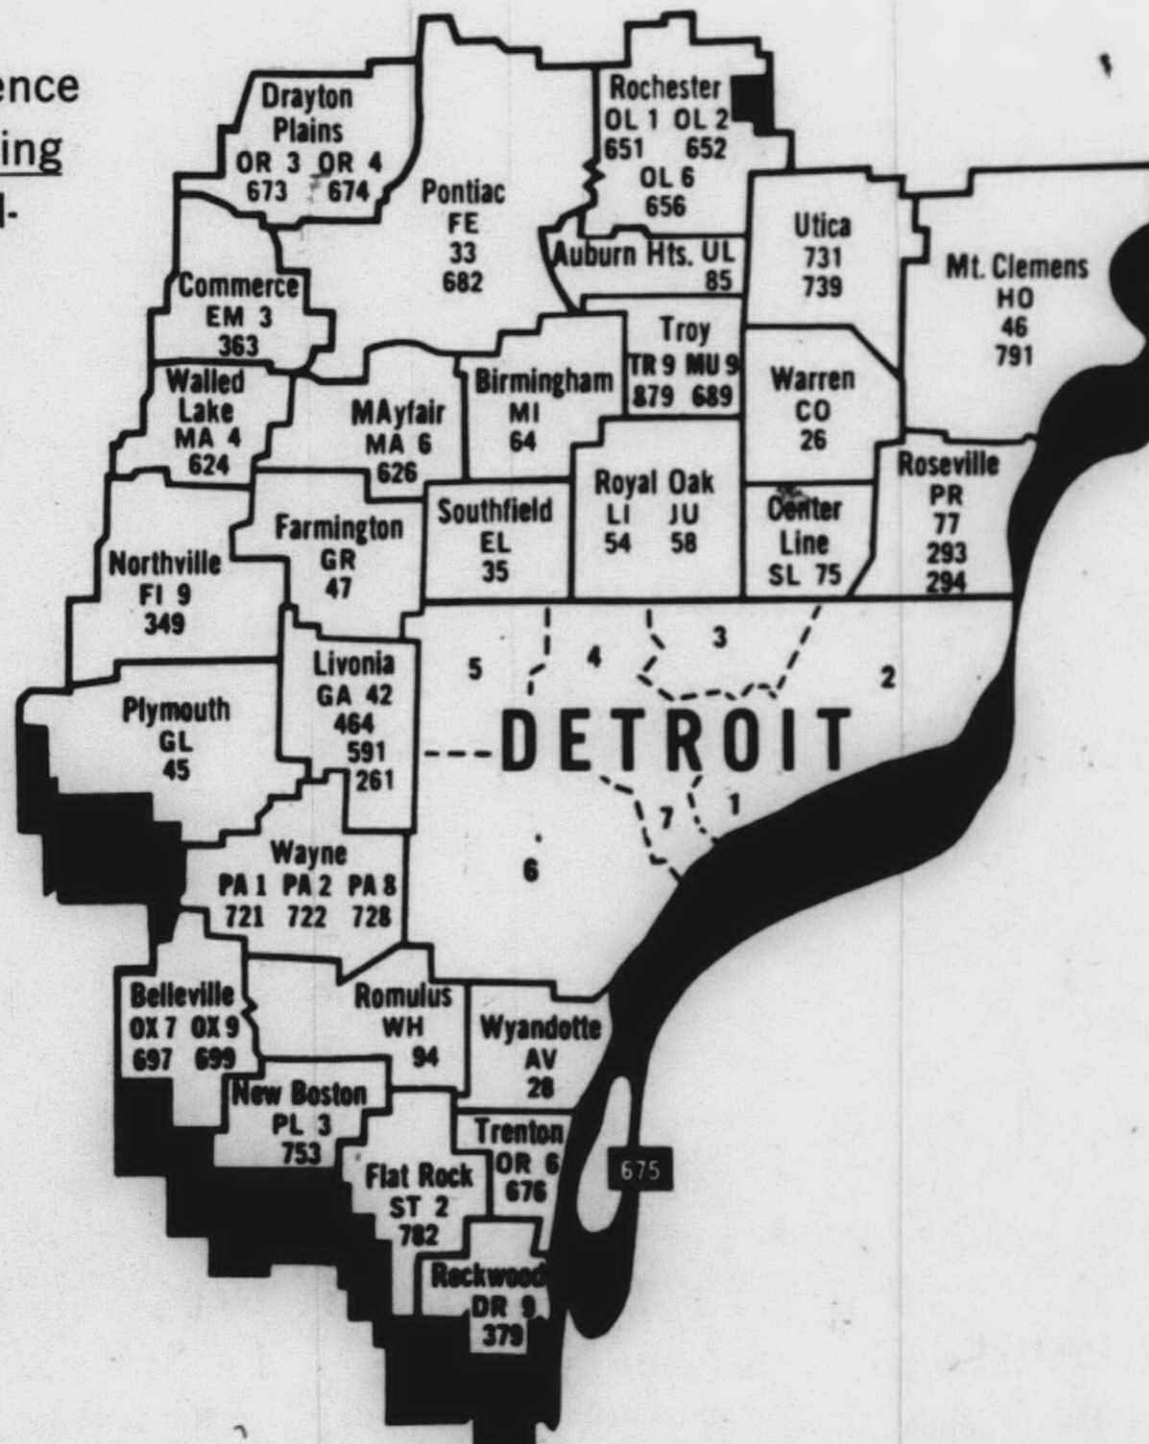 ence
ing
l-
Drayton
Plains
OR 3 OR 4
673 674
Pontiac
FE
33
682
Rochester
OL 1 OL 2
651 652
OL 6
656
Auburn Hts. UL
85
Utica
731
739
Mt. Clemens
HO
46
791
Commerce
EM 3
363
Walled
Lake
MA 4
624
MAyfair
MA 6
626
Birmingham
MI
64
Troy
TR 9 MU 9
879 689
Warren
CO
26
Roseville
PR
77
293
294
Northville
FI 9
349
Farmington
GR
47
Southfield
EL
35
Royal Oak
LI JU
54 58
Center
Line
SL 75
Plymouth
GL
45
Livonia
GA 42
464
591
261
5
4
3
2
DETROIT
7
1
6
Wayne
PA 1 PA 2 PA 8
721 722 728
Belleville
OX 7 OX 9
697 699
Romulus
WH
94
Wyandotte
AV
28
New Boston
PL 3
753
Flat Rock
ST 2
782
Trenton
OR 6
676
675
Rockwood
DR 9
379